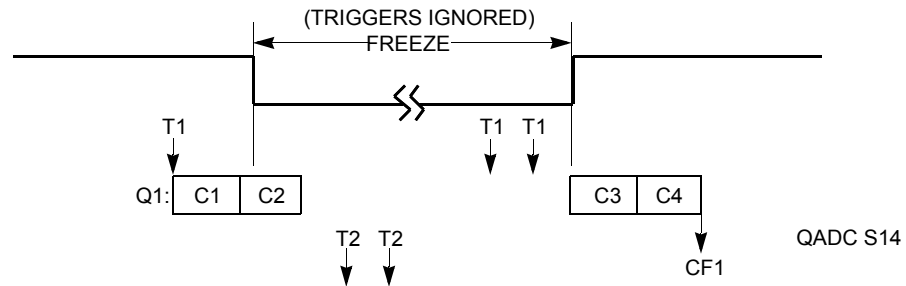 (TRIGGERS IGNORED)
FREEZE
T1
T1 T1
Q1: C1 C2
C3 C4
T2 T2
QADC S14
CF1